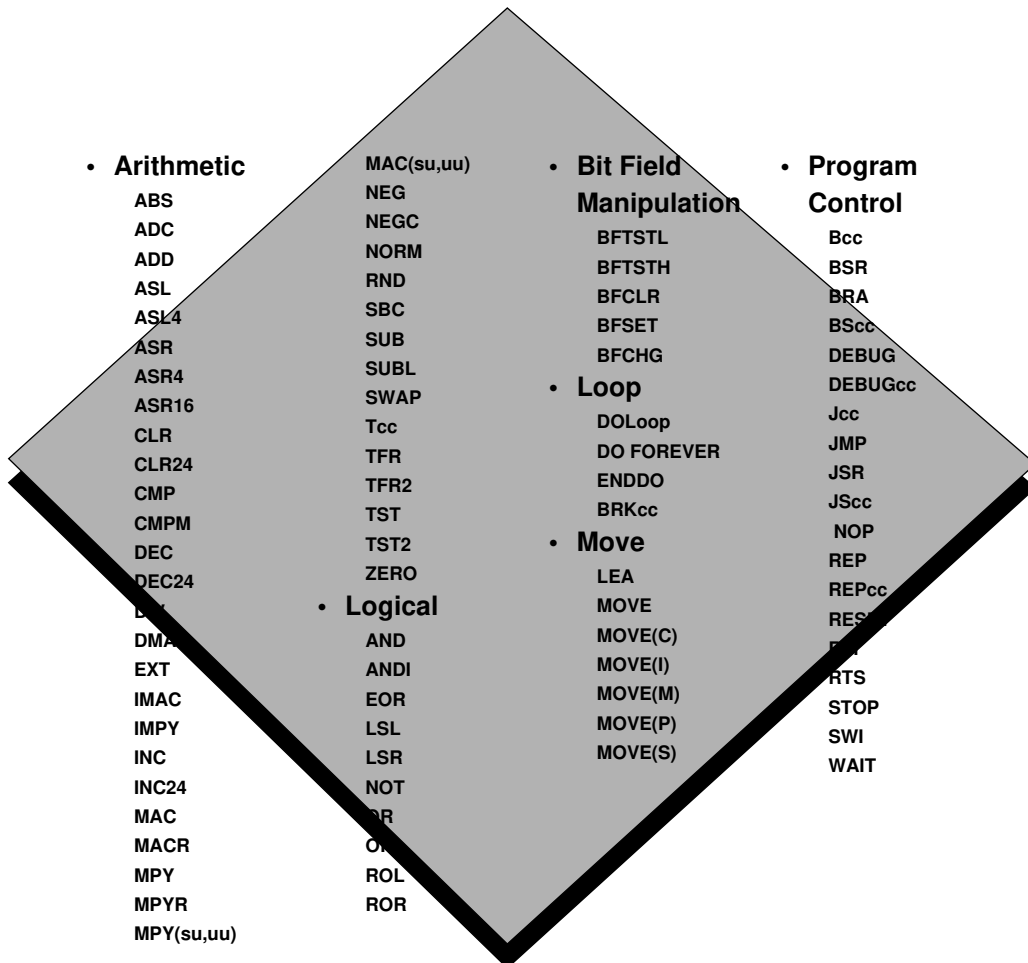 • Arithmetic
ABS
ADC
ADD
ASL
ASL4
ASR
ASR4
ASR16
CLR
CLR24
CMP
CMPM
DEC
DEC24
EXT
IMAC
IMPY
INC
INC24
MAC
MACR
MPY
MPYR
MPY(su,uu)
MAC(su,uu)
NEG
NEGC
NORM
RND
SBC
SUB
SUBL
SWAP
Tcc
TFR
TFR2
TST
TST2
ZERO
• Logical
AND
ANDI
EOR
LSL
LSR
NOT
OR
ROL
ROR
• Bit Field
Manipulation
BFTSTL
BFTSTH
BFCLR
BFSET
BFCHG
• Loop
DOLoop
DO FOREVER
ENDDO
BRKcc
• Move
LEA
MOVE
MOVE(C)
MOVE(I)
MOVE(M)
MOVE(P)
MOVE(S)
• Program
Control
Bcc
BSR
BRA
BScc
DEBUG
DEBUGcc
Jcc
JMP
JSR
JScc
NOP
REP
REPcc
RTS
STOP
SWI
WAIT